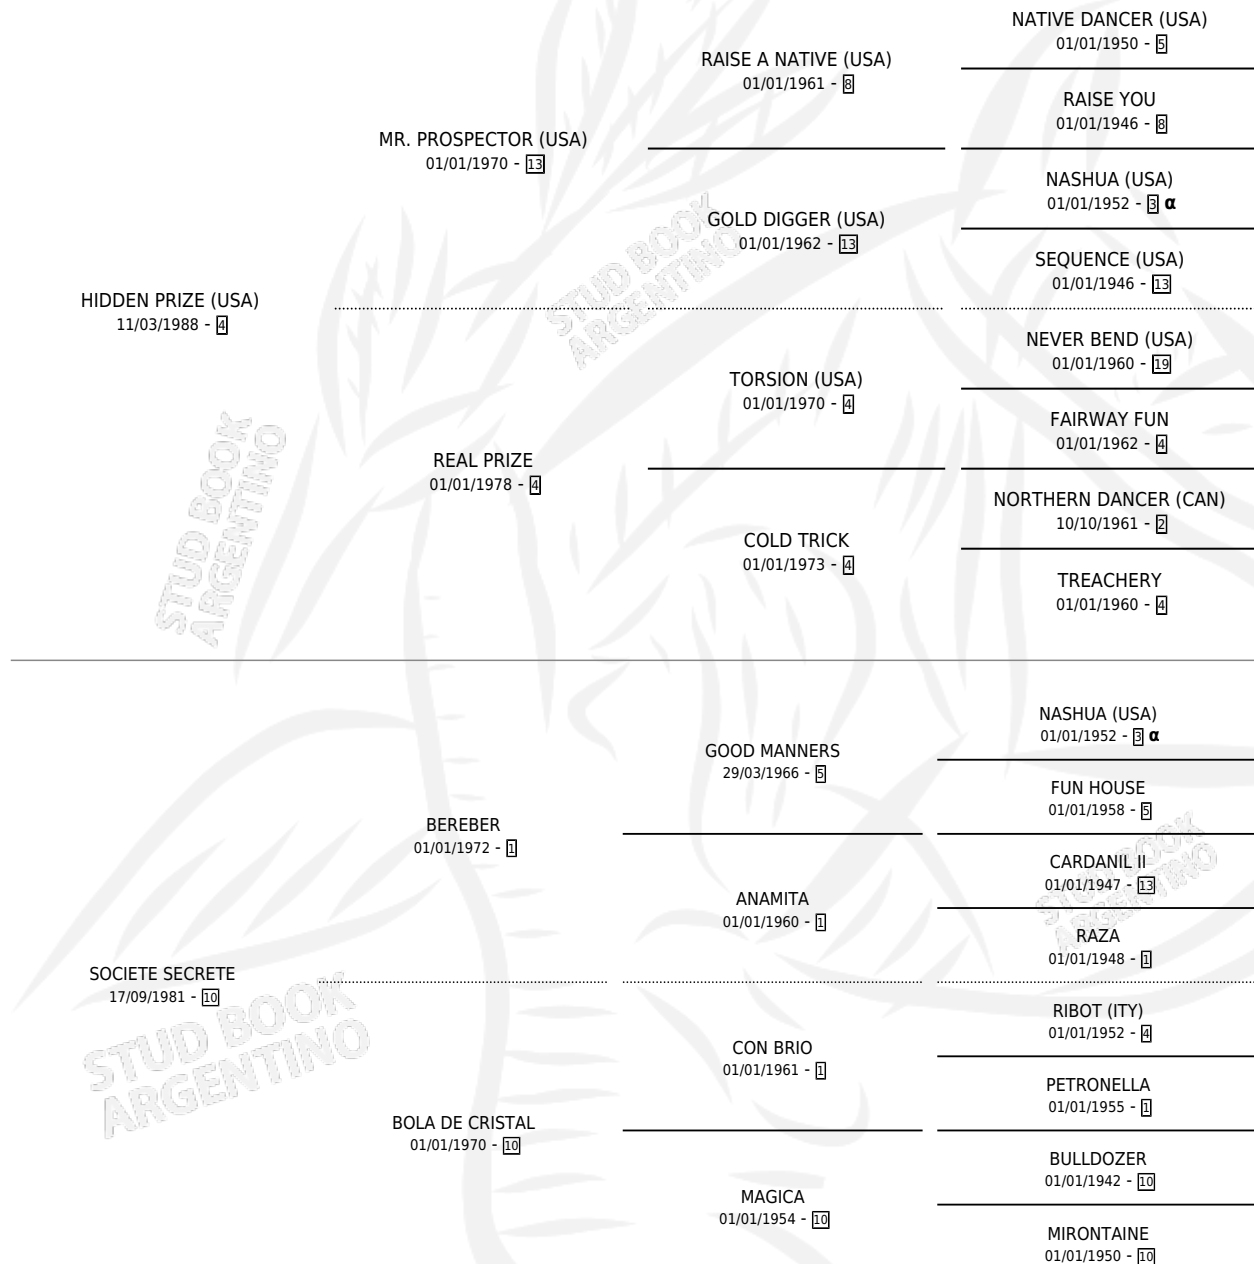 NATIVE DANCER (USA)
01/01/1950 - 5
RAISE A NATIVE (USA)
01/01/1961 - 8
RAISE YOU
01/01/1946 - 8
MR. PROSPECTOR (USA)
01/01/1970 - 13
NASHUA (USA)
01/01/1952 - 3 α
GOLD DIGGER (USA)
01/01/1962 - 13
SEQUENCE (USA)
01/01/1946 - 13
HIDDEN PRIZE (USA)
11/03/1988 - 4
STUD BOOK
ARGENTINO
NEVER BEND (USA)
01/01/1960 - 19
TORSION (USA)
01/01/1970 - 4
FAIRWAY FUN
01/01/1962 - 4
REAL PRIZE
01/01/1978 - 4
NORTHERN DANCER (CAN)
10/10/1961 - 2
COLD TRICK
01/01/1973 - 4
TREACHERY
01/01/1960 - 4
STUD BOOK
ARGENTINO
NASHUA (USA)
01/01/1952 - 3 α
GOOD MANNERS
29/03/1966 - 5
FUN HOUSE
01/01/1958 - 5
BEREBER
01/01/1972 - 1
CARDANIL II
01/01/1947 - 13
ANAMITA
01/01/1960 - 1
STUD BOOK
ARGENTINO
RAZA
01/01/1948 - 1
SOCIETE SECRETE
17/09/1981 - 10
RIBOT (ITY)
01/01/1952 - 4
CON BRIO
01/01/1961 - 1
PETRONELLA
01/01/1955 - 1
STUD BOOK
ARGENTINO
BOLA DE CRISTAL
01/01/1970 - 10
BULLDOZER
01/01/1942 - 10
MAGICA
01/01/1954 - 10
MIRONTAINE
01/01/1950 - 10